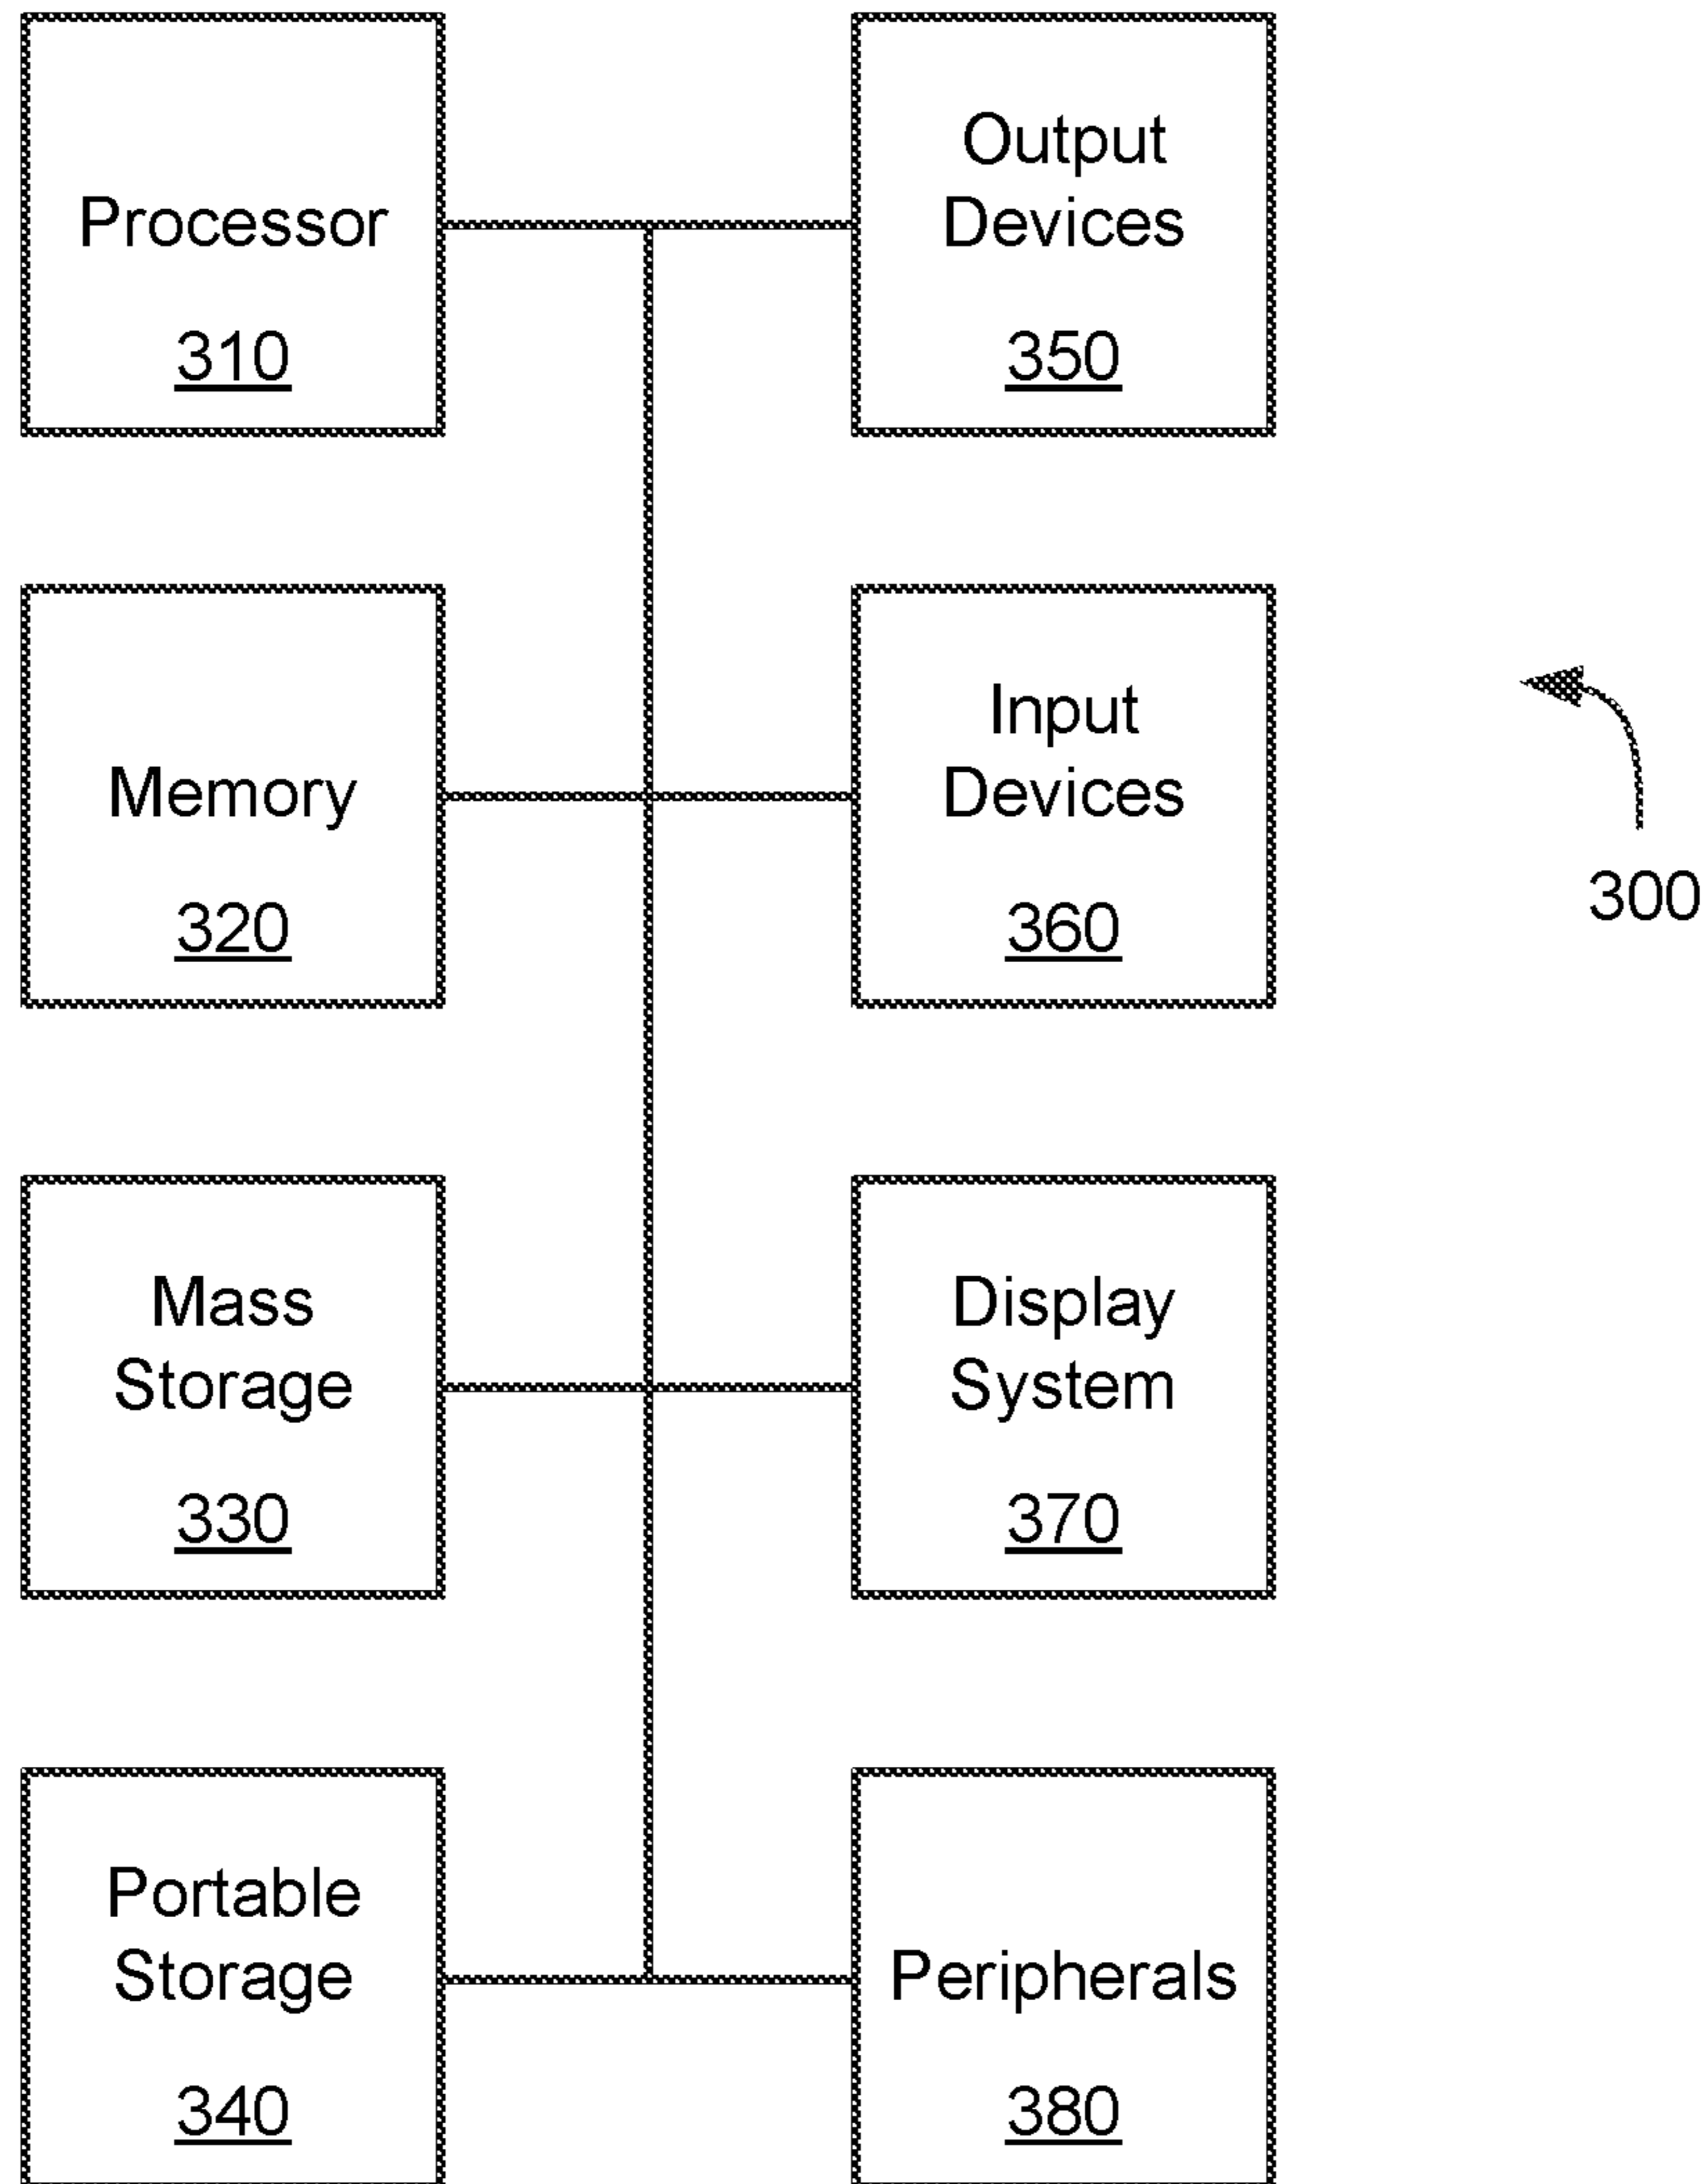 Processor
310
Output
Devices
350
Memory
320
Input
Devices
360
300
Mass
Storage
330
Display
System
370
Portable
Storage
340
Peripherals
380